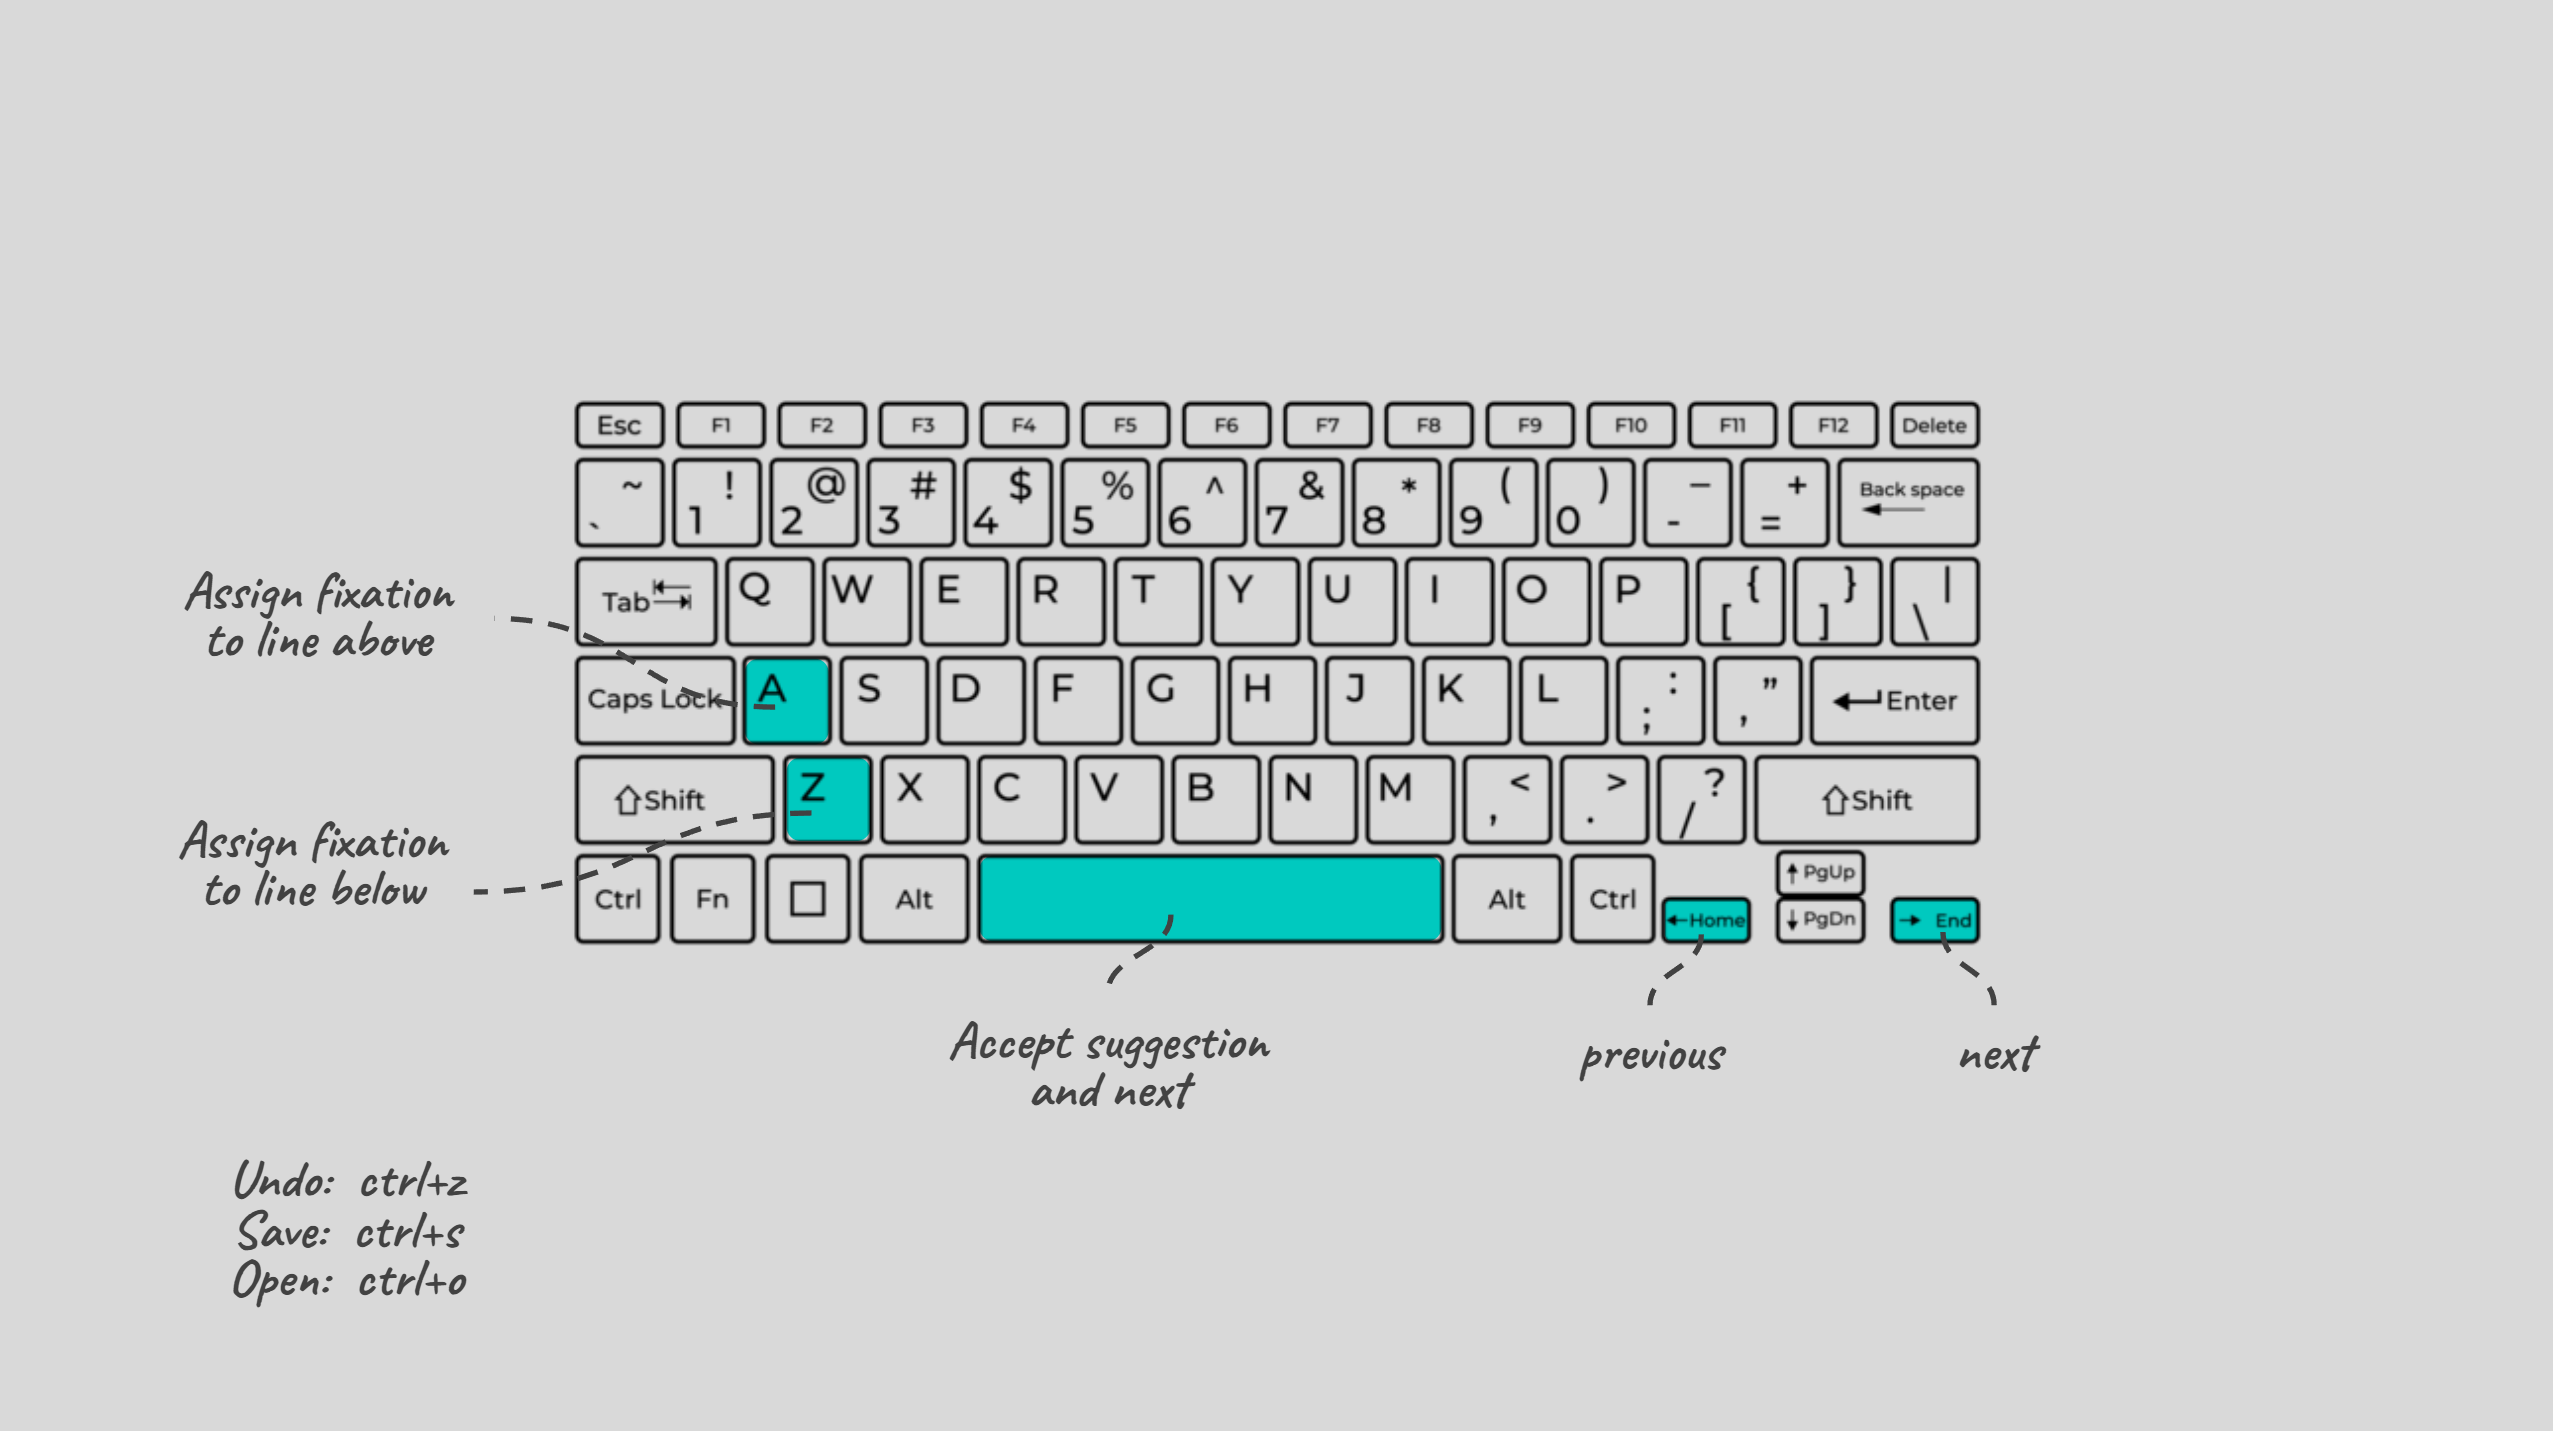 Esc F1 F2 F3 F4 F5 F6 F7 F8 F9 F10 F11 F12 Delete
~ ! @ # $ % ^ & * ( ) – + Back space
` 1 2 3 4 5 6 7 8 9 0 - =
Assign fixation
to line above
Tab Q W E R T Y U I O P { } |
[ ] \
Caps Lock A S D F G H J K L : ” Enter
; ,
Assign fixation
to line below
Shift Z X C V B N M < > ? Shift
, . /
Ctrl Fn Alt Alt Ctrl Home PgUp End
PgDn
Accept suggestion
and next
previous
next
Undo: ctrl+z
Save: ctrl+s
Open: ctrl+o